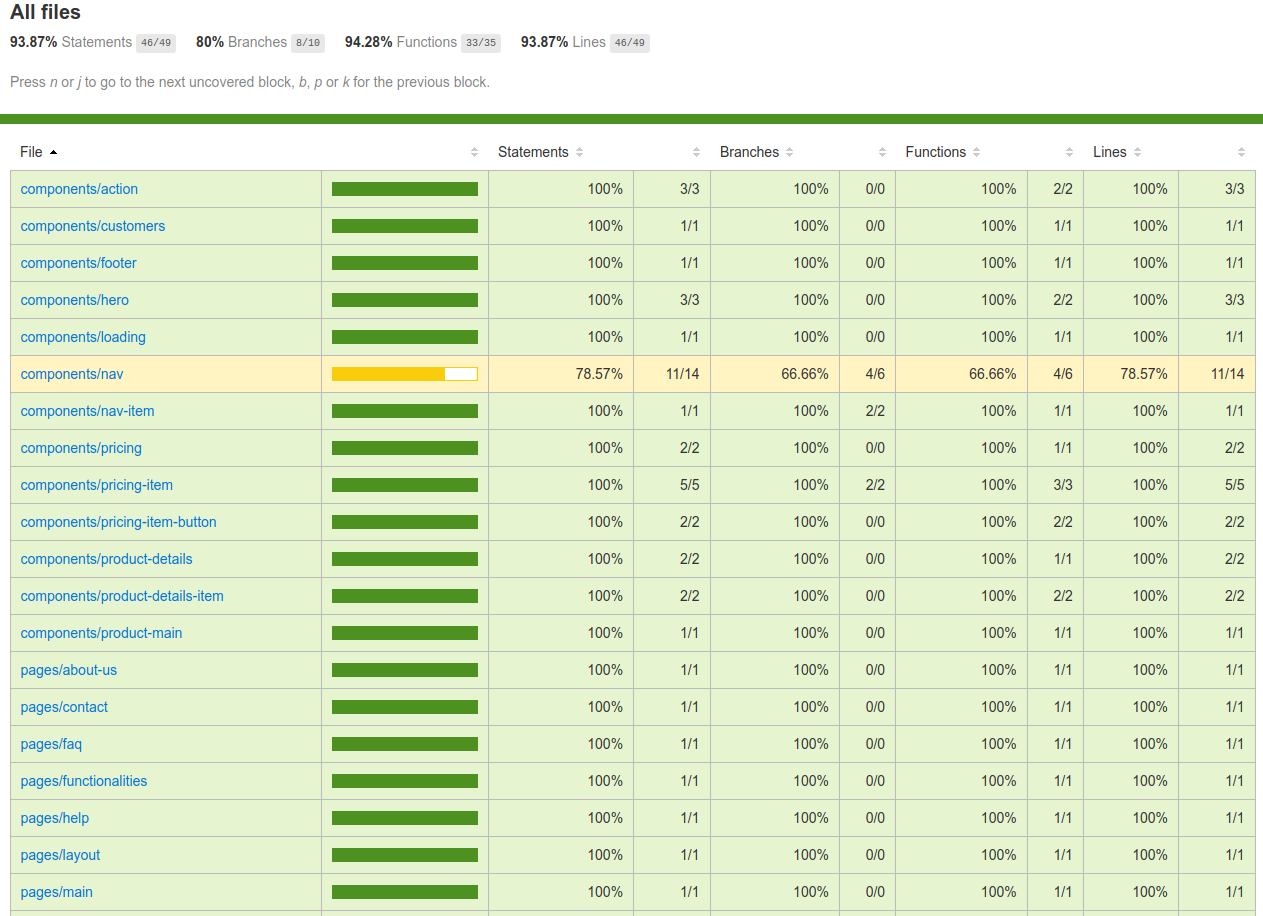 All files
93.87% Statements 46/49 80% Branches 8/10 94.28% Functions 33/35 93.87% Lines 46/49
Press n or j to go to the next uncovered block, b, p or k for the previous block.
File Statements Branches Functions Lines
components/action 100% 3/3 100% 0/0 100% 2/2 100% 3/3
components/customers 100% 1/1 100% 0/0 100% 1/1 100% 1/1
components/footer 100% 1/1 100% 0/0 100% 1/1 100% 1/1
components/hero 100% 3/3 100% 0/0 100% 2/2 100% 3/3
components/loading 100% 1/1 100% 0/0 100% 1/1 100% 1/1
components/nav 78.57% 11/14 66.66% 4/6 66.66% 4/6 78.57% 11/14
components/nav-item 100% 1/1 100% 2/2 100% 1/1 100% 1/1
components/pricing 100% 2/2 100% 0/0 100% 1/1 100% 2/2
components/pricing-item 100% 5/5 100% 2/2 100% 3/3 100% 5/5
components/pricing-item-button 100% 2/2 100% 0/0 100% 2/2 100% 2/2
components/product-details 100% 2/2 100% 0/0 100% 1/1 100% 2/2
components/product-details-item 100% 2/2 100% 0/0 100% 2/2 100% 2/2
components/product-main 100% 1/1 100% 0/0 100% 1/1 100% 1/1
pages/about-us 100% 1/1 100% 0/0 100% 1/1 100% 1/1
pages/contact 100% 1/1 100% 0/0 100% 1/1 100% 1/1
pages/faq 100% 1/1 100% 0/0 100% 1/1 100% 1/1
pages/functionalities 100% 1/1 100% 0/0 100% 1/1 100% 1/1
pages/help 100% 1/1 100% 0/0 100% 1/1 100% 1/1
pages/layout 100% 1/1 100% 0/0 100% 1/1 100% 1/1
pages/main 100% 1/1 100% 0/0 100% 1/1 100% 1/1